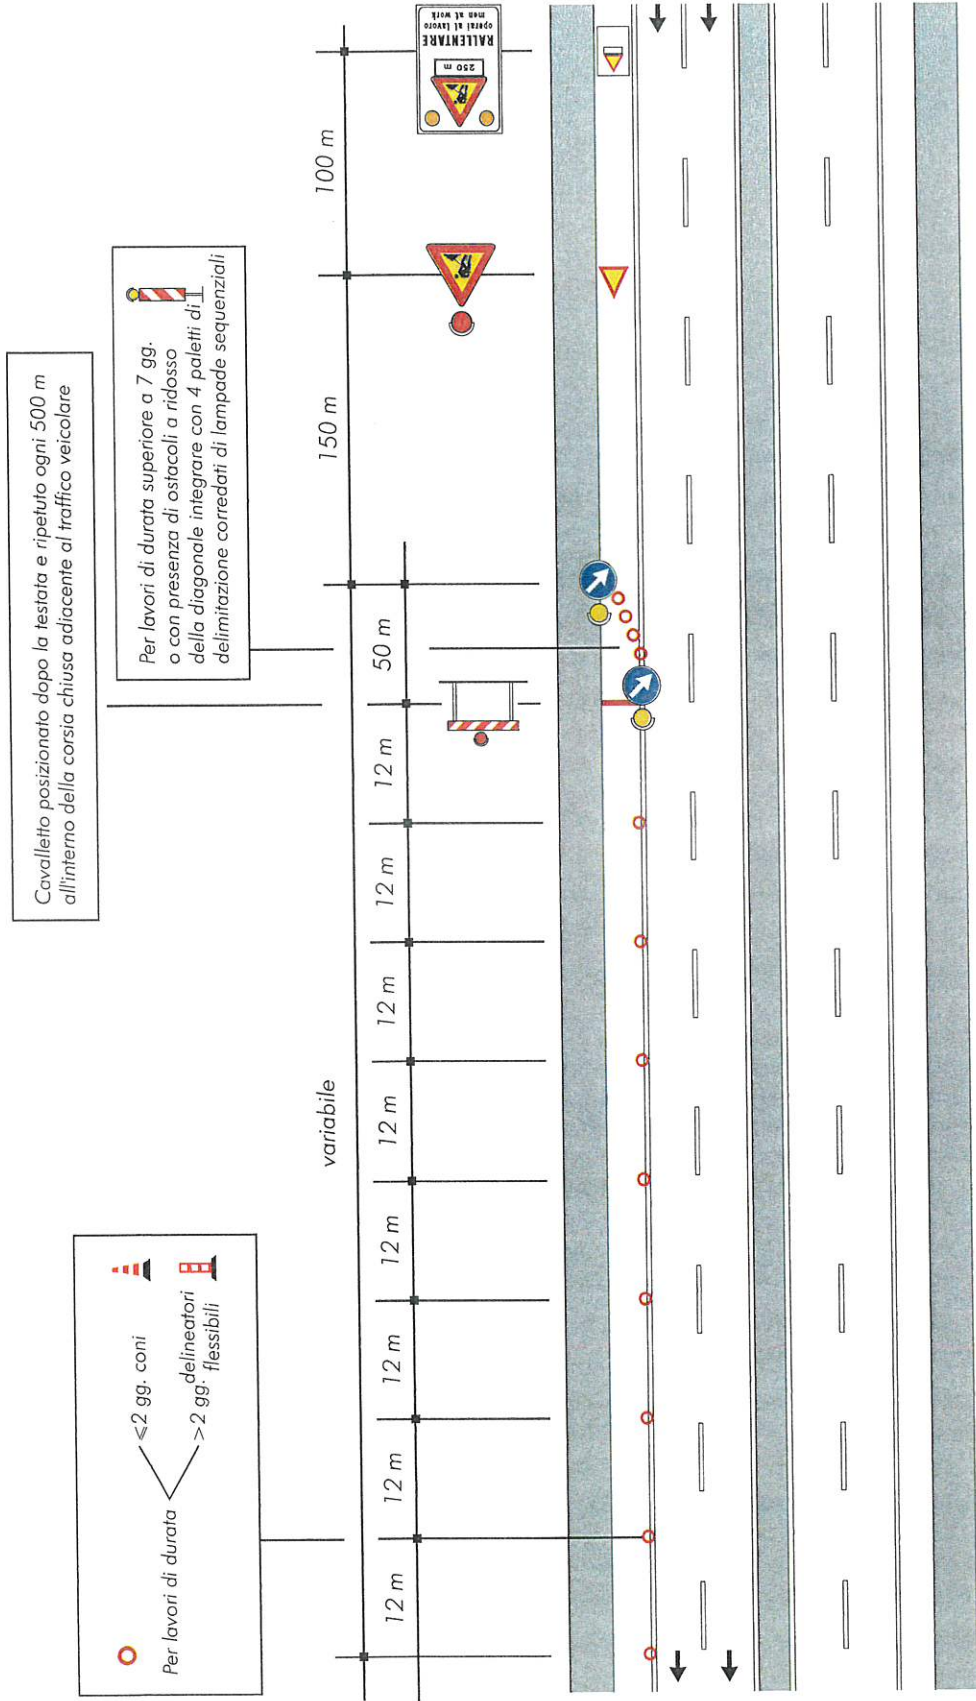 Cavalletto posizionato dopo la testata e ripetuto ogni 500 m
all'interno della corsia chiusa adiacente al traffico veicolare
Per lavori di durata superiore a 7 gg.
o con presenza di ostacoli a ridosso
della diagonale integrare con 4 paletti di
delimitazione corredati di lampade sequenziali
Per lavori di durata
≤2 gg. coni
>2 gg. delineatori
flessibili
variabile
150 m
100 m
12 m
12 m
12 m
12 m
12 m
12 m
12 m
12 m
50 m
250 m
RALLENTARE
operai al lavoro
men at work